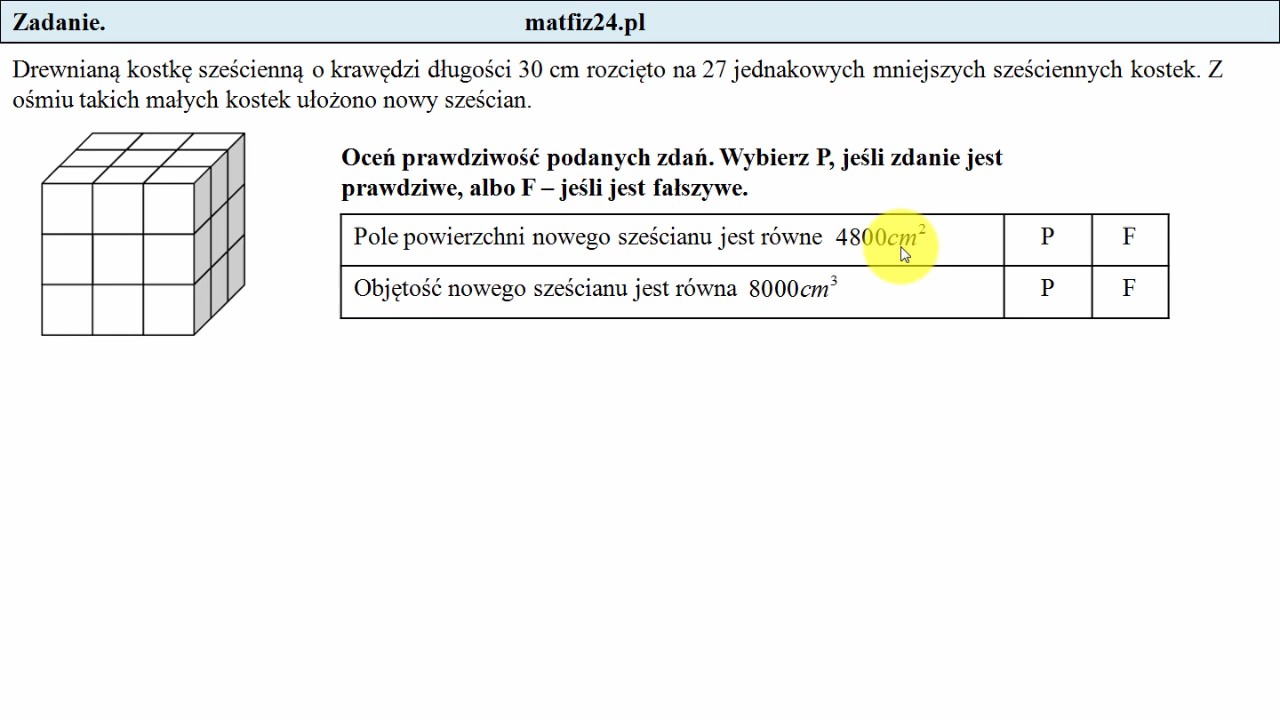 Zadanie. matfiz24.pl
Drewnianą kostkę sześcienną o krawędzi długości 30 cm rozcięto na 27 jednakowych mniejszych sześciennych kostek. Z
ośmiu takich małych kostek ułożono nowy sześcian.
Oceń prawdziwość podanych zdań. Wybierz P, jeśli zdanie jest
prawdziwe, albo F – jeśli jest fałszywe.
Pole powierzchni nowego sześcianu jest równe 4800cm² P F
Objętość nowego sześcianu jest równa 8000cm³ P F